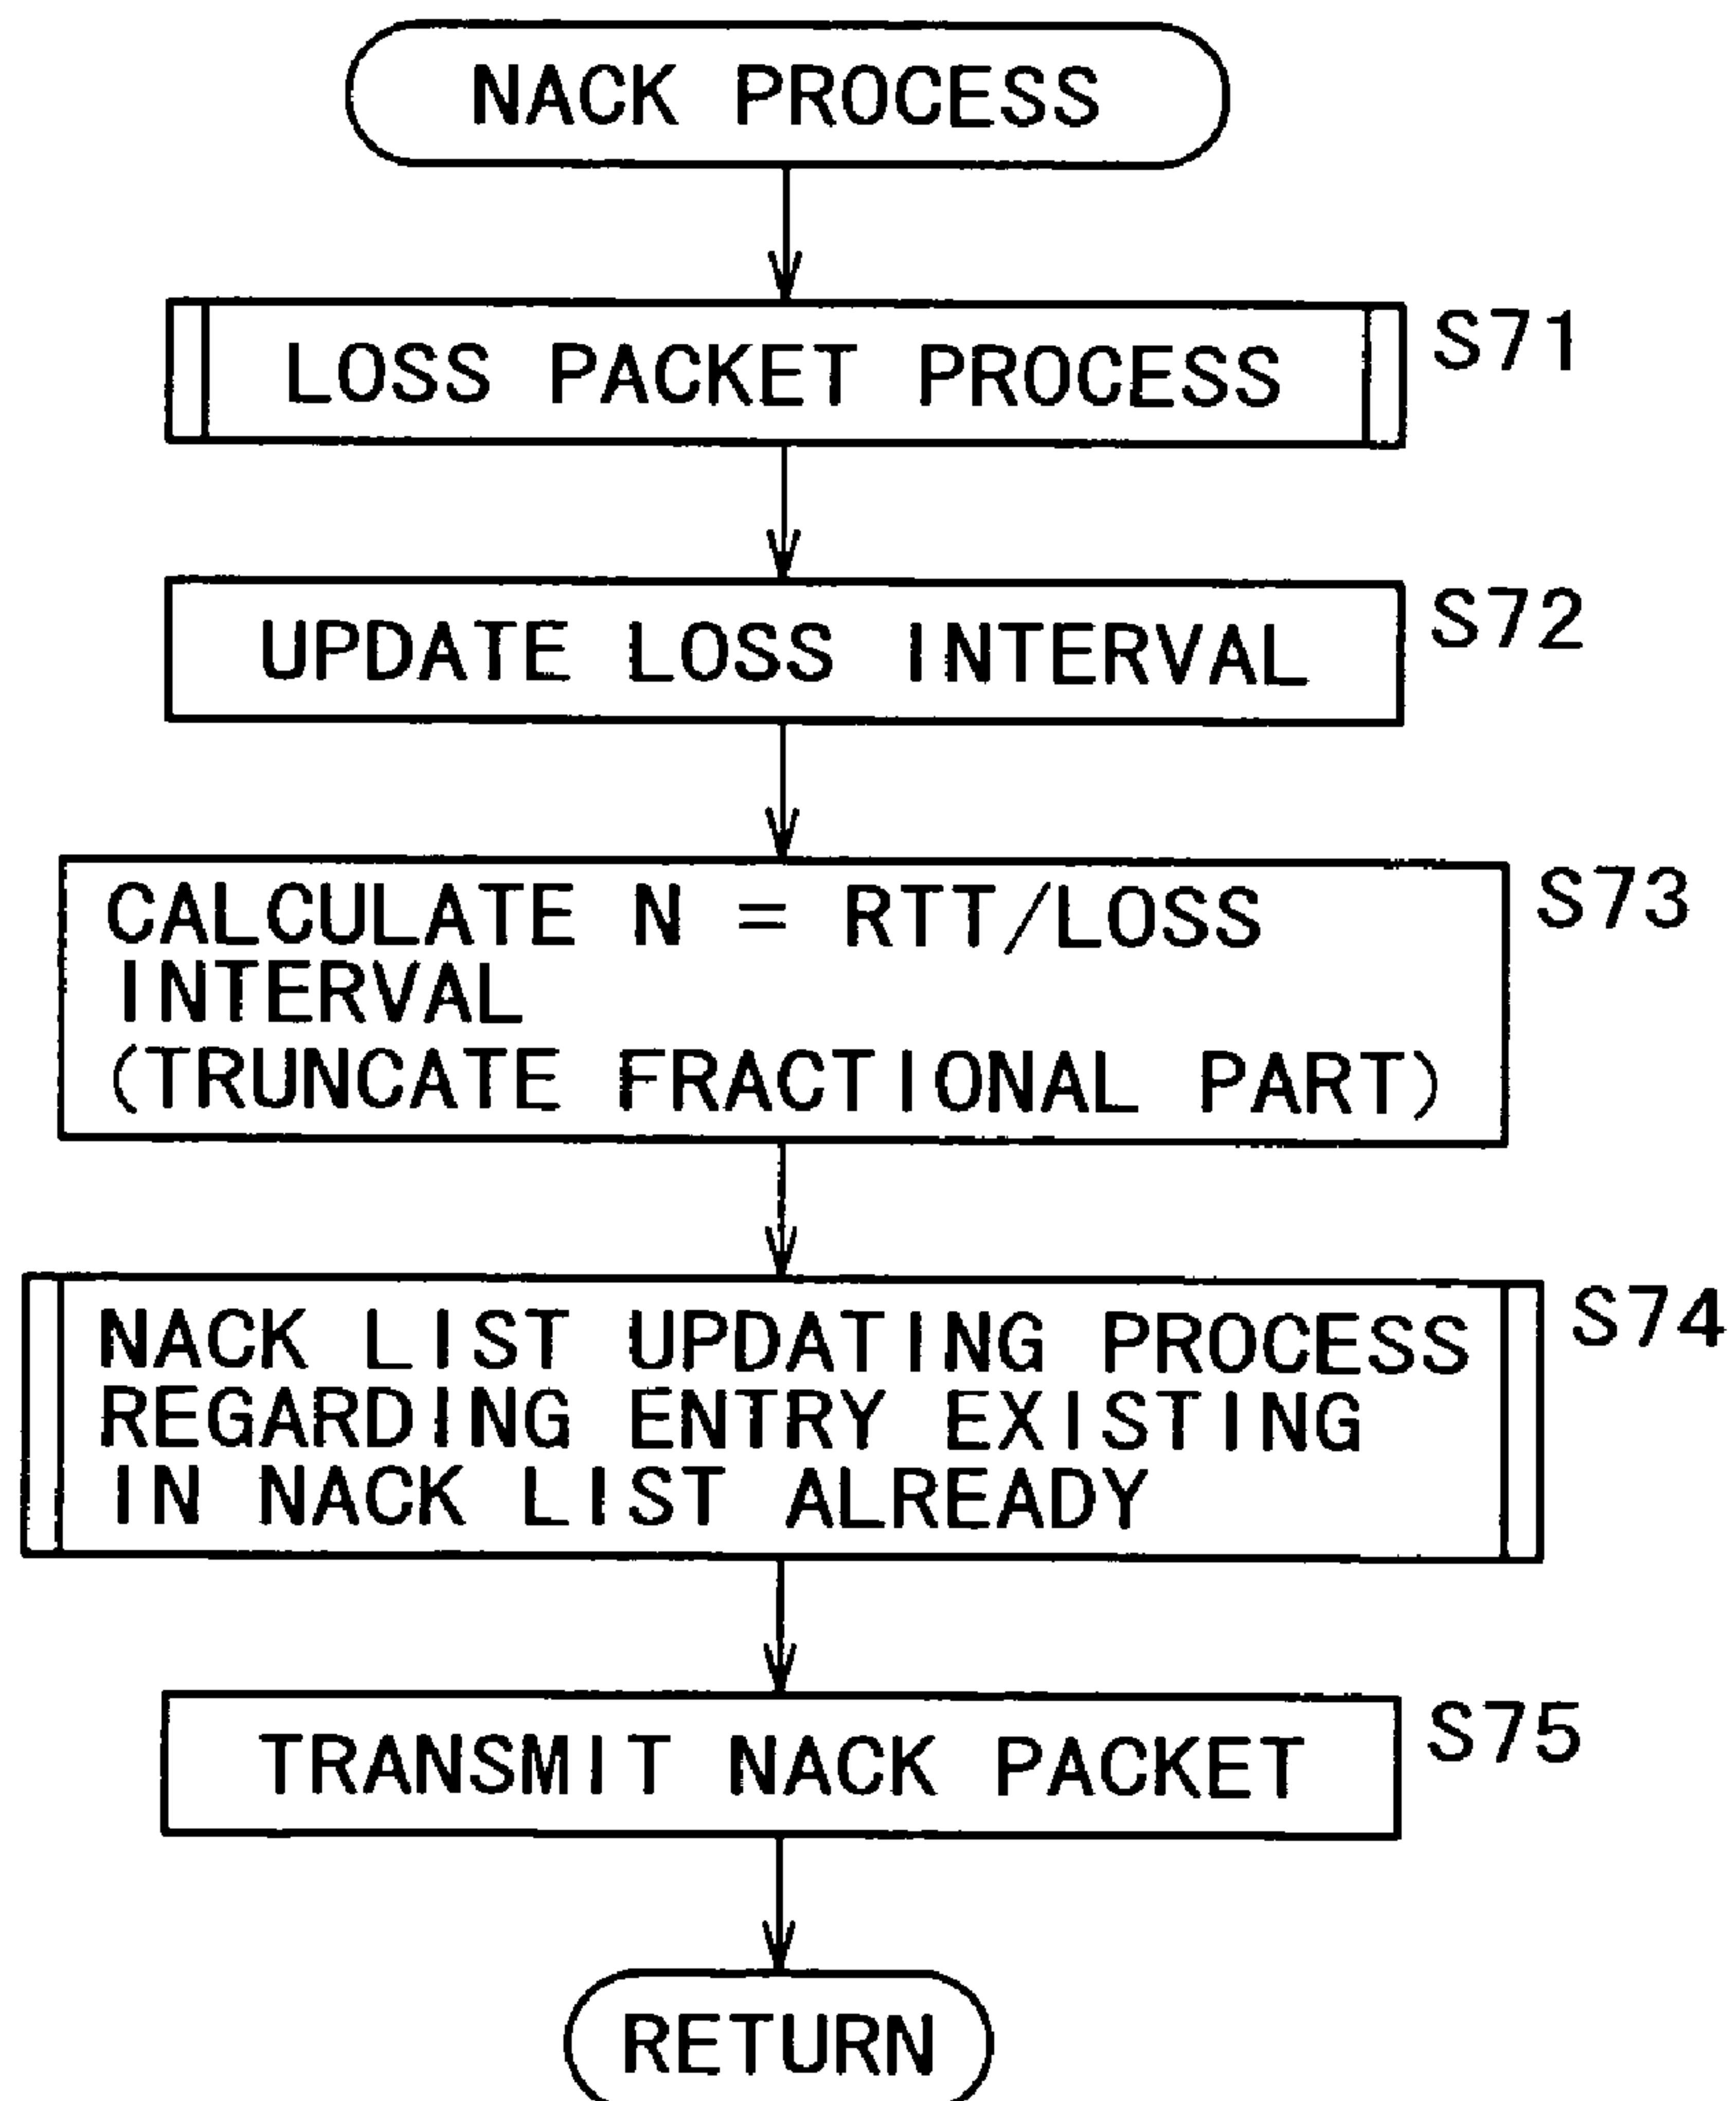 NACK PROCESS
LOSS PACKET PROCESS
S71
UPDATE LOSS INTERVAL
S72
CALCULATE N = RTT/LOSS
INTERVAL
(TRUNCATE FRACTIONAL PART)
S73
NACK LIST UPDATING PROCESS
REGARDING ENTRY EXISTING
IN NACK LIST ALREADY
S74
TRANSMIT NACK PACKET
S75
RETURN